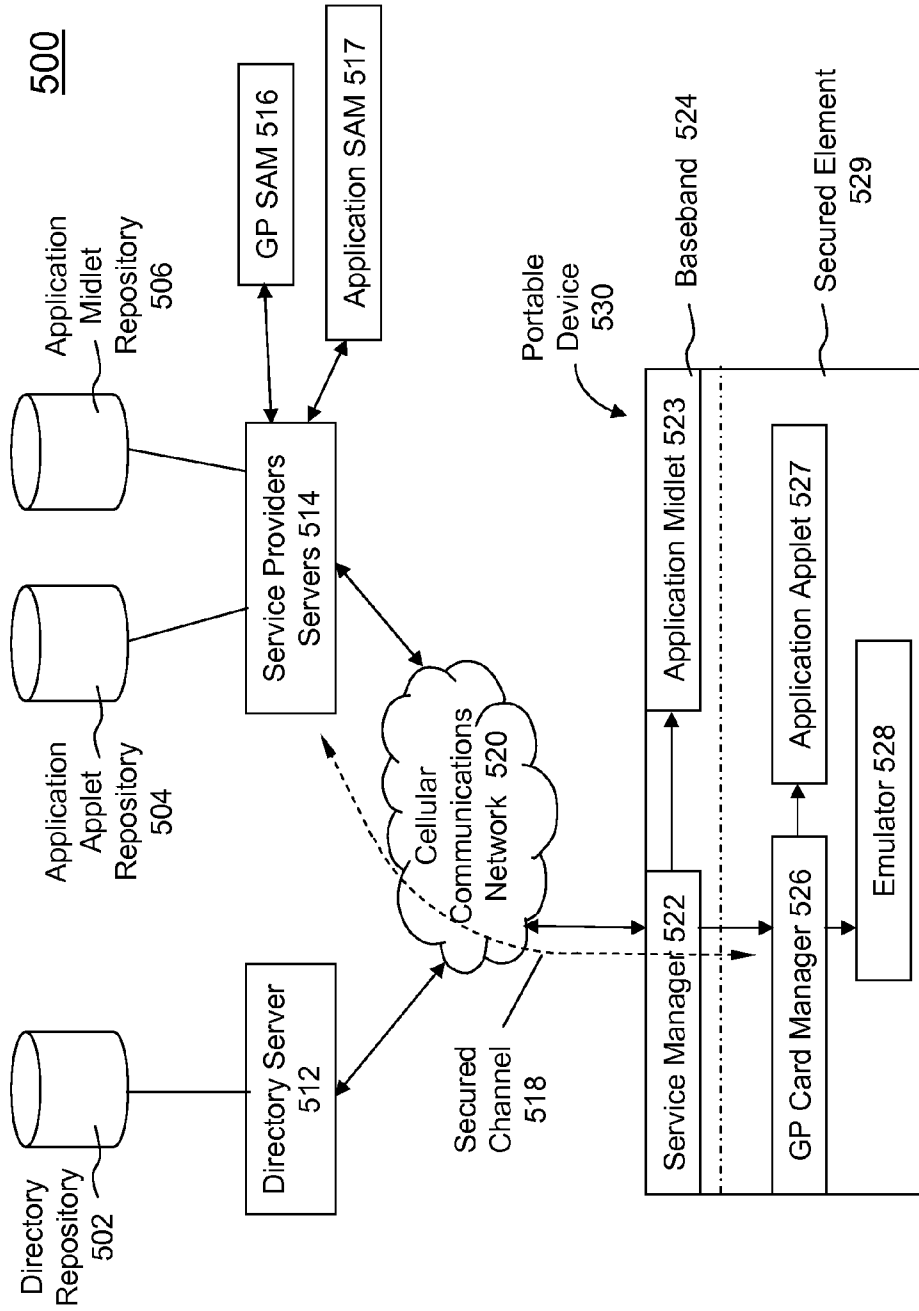 500
Directory
Repository
502
Application
Applet
Repository
504
Application
Midlet
Repository
506
Directory Server
512
Service Providers
Servers 514
GP SAM 516
Application SAM 517
Cellular
Communications
Network 520
Secured
Channel
518
Portable
Device
530
Service Manager 522
Application Midlet 523
Baseband 524
GP Card Manager 526
Application Applet 527
Emulator 528
Secured Element
529